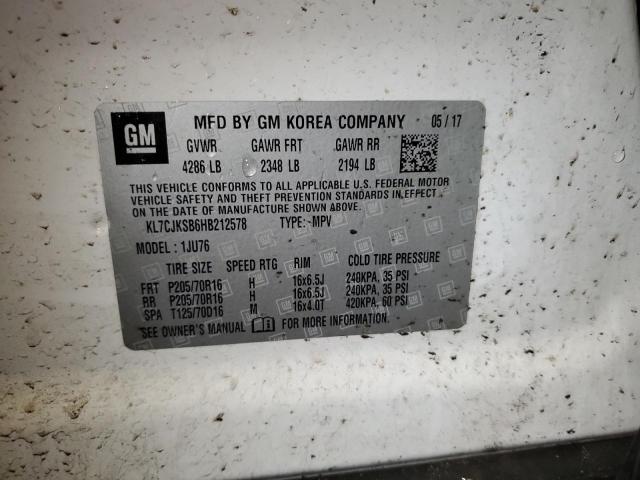 GM
MFD BY GM KOREA COMPANY 05 / 17
GVWR GAWR FRT GAWR RR
4286 LB 2348 LB 2194 LB
THIS VEHICLE CONFORMS TO ALL APPLICABLE U.S. FEDERAL MOTOR
VEHICLE SAFETY AND THEFT PREVENTION STANDARDS IN EFFECT
ON THE DATE OF MANUFACTURE SHOWN ABOVE.
KL7CJKSB6HB212578 TYPE: MPV
MODEL : 1JU76
TIRE SIZE SPEED RTG RIM COLD TIRE PRESSURE
FRT P205/70R16 H 16x6.5J 240KPA, 35 PSI
RR P205/70R16 H 16x6.5J 240KPA, 35 PSI
SPA T125/70D16 M 16x4.0T 420KPA, 60 PSI
SEE OWNER'S MANUAL FOR MORE INFORMATION